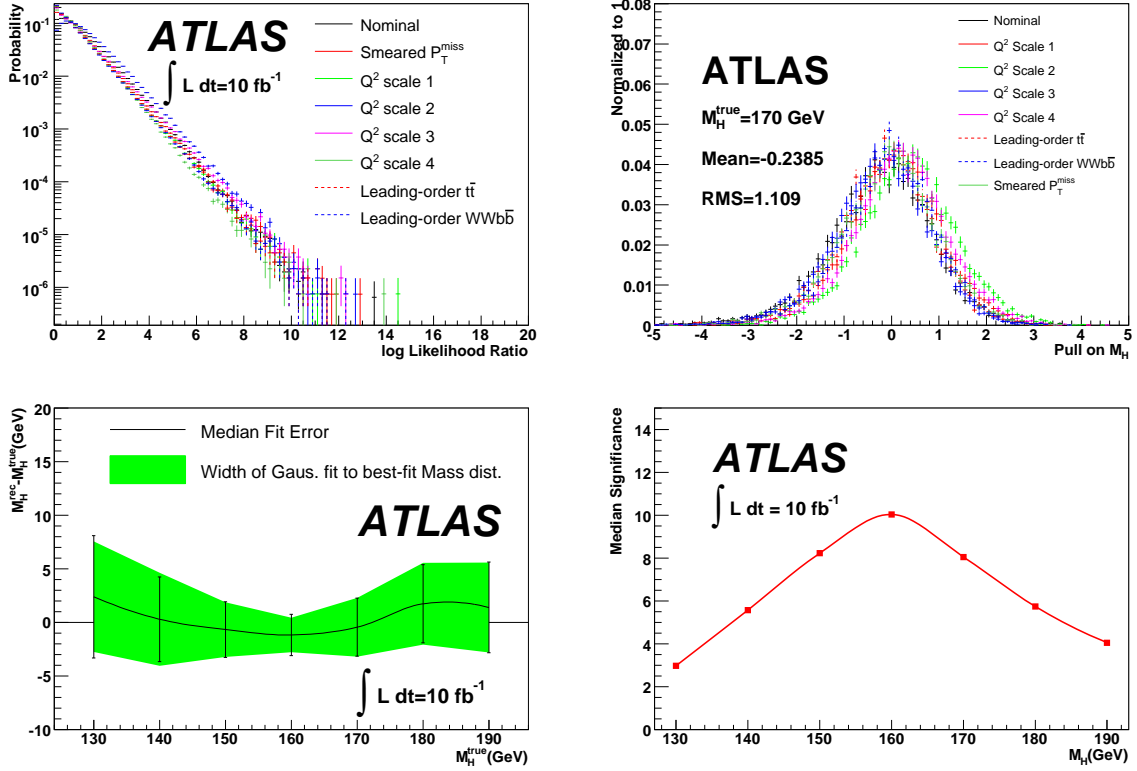 Probability
10⁻¹
10⁻²
10⁻³
10⁻⁴
10⁻⁵
10⁻⁶
ATLAS
∫ L dt=10 fb⁻¹
Nominal
Smeared P_T^miss
Q² scale 1
Q² scale 2
Q² scale 3
Q² scale 4
Leading-order tt̄
Leading-order WWbb̄
0 2 4 6 8 10 12 14 16 18 20
log Likelihood Ratio
Normalized to 1
0.08
0.07
0.06
0.05
0.04
0.03
0.02
0.01
0
ATLAS
M_H^true=170 GeV
Mean=-0.2385
RMS=1.109
Nominal
Q² Scale 1
Q² Scale 2
Q² Scale 3
Q² Scale 4
Leading-order tt̄
Leading-order WWbb̄
Smeared P_T^miss
-5 -4 -3 -2 -1 0 1 2 3 4 5
Pull on M_H
M_H^rec-M_H^true(GeV)
20
15
10
5
0
-5
-10
Median Fit Error
Width of Gaus. fit to best-fit Mass dist.
ATLAS
∫ L dt=10 fb⁻¹
130 140 150 160 170 180 190
M_H^true(GeV)
Median Significance
14
12
10
8
6
4
2
0
ATLAS
∫ L dt = 10 fb⁻¹
130 140 150 160 170 180 190
M_H(GeV)